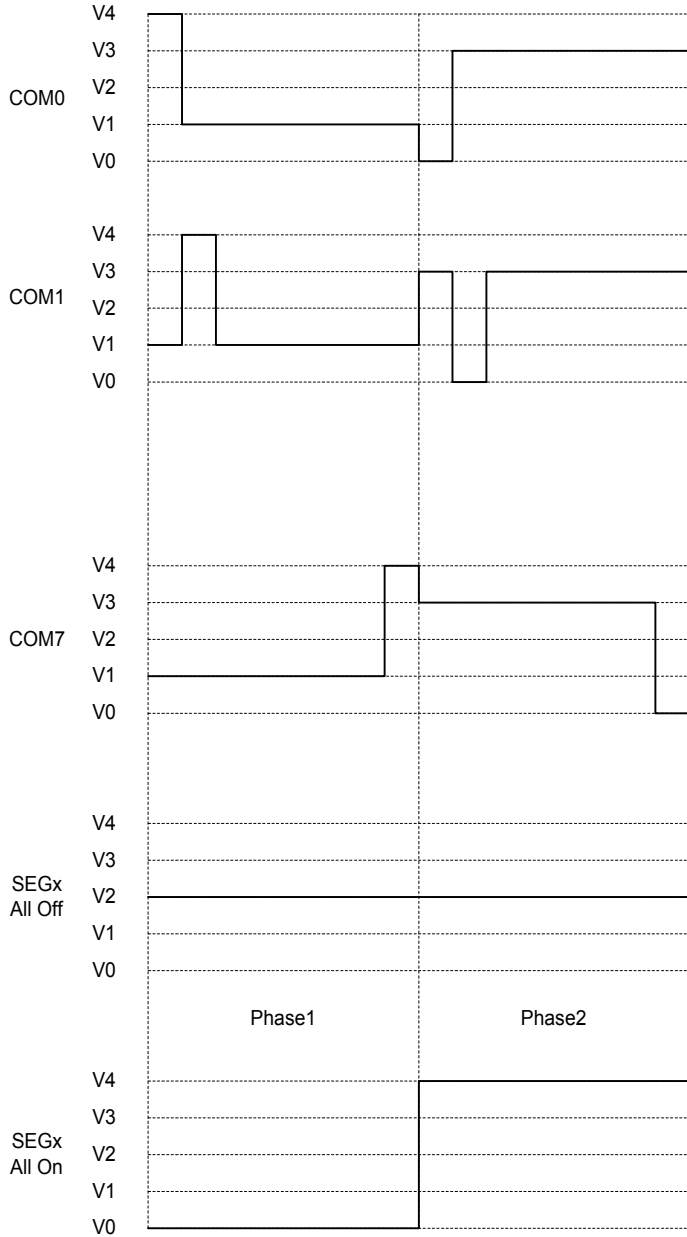 V4
V3
COM0
V2
V1
V0
V4
V3
COM1
V2
V1
V0
V4
V3
COM7
V2
V1
V0
V4
V3
SEGx
All Off
V2
V1
V0
Phase1
Phase2
V4
V3
SEGx
All On
V2
V1
V0